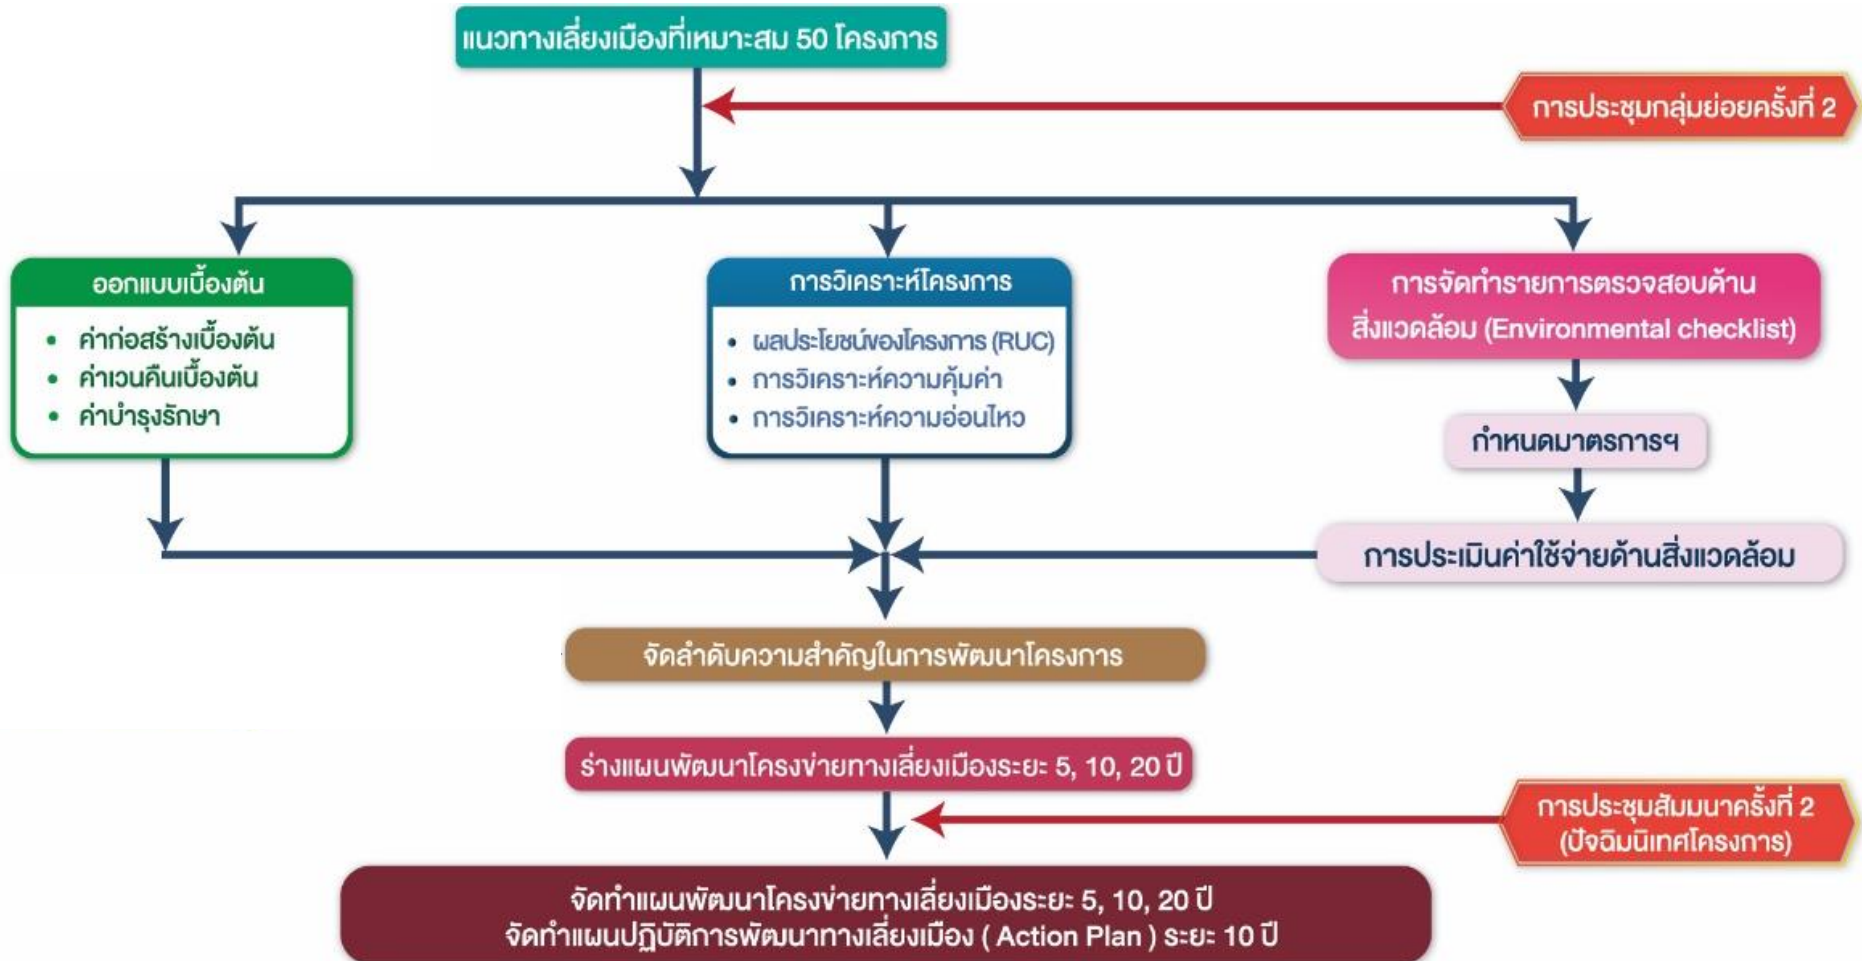 แนวทางเลี่ยงเมืองที่เหมาะสม 50 โครงการ
การประชุมกลุ่มย่อยครั้งที่ 2
ออกแบบเบื้องต้น
• ค่าก่อสร้างเบื้องต้น
• ค่าเวนคืนเบื้องต้น
• ค่าบำรุงรักษา
การวิเคราะห์โครงการ
• ผลประโยชน์ของโครงการ (RUC)
• การวิเคราะห์ความคุ้มค่า
• การวิเคราะห์ความอ่อนไหว
การจัดทำรายการตรวจสอบด้าน
สิ่งแวดล้อม (Environmental checklist)
กำหนดมาตรการฯ
การประเมินค่าใช้จ่ายด้านสิ่งแวดล้อม
จัดลำดับความสำคัญในการพัฒนาโครงการ
ร่างแผนพัฒนาโครงข่ายทางเลี่ยงเมืองระยะ 5, 10, 20 ปี
การประชุมสัมมนาครั้งที่ 2
(ปัจฉิมนิเทศโครงการ)
จัดทำแผนพัฒนาโครงข่ายทางเลี่ยงเมืองระยะ 5, 10, 20 ปี
จัดทำแผนปฏิบัติการพัฒนาทางเลี่ยงเมือง ( Action Plan ) ระยะ 10 ปี